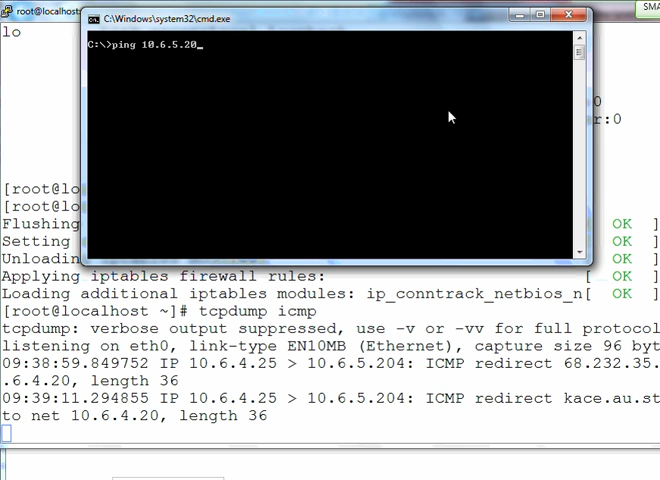 root@localhost
SMA
C:\Windows\system32\cmd.exe
lo
C:\>ping 10.6.5.20_
0
r:0
[root@lo
[root@lo
Flushing OK ]
Setting OK ]
Unloading iptables OK ]
Applying iptables firewall rules: [ OK ]
Loading additional iptables modules: ip_conntrack_netbios_n[ OK ]
[root@localhost ~]# tcpdump icmp
tcpdump: verbose output suppressed, use -v or -vv for full protocol
listening on eth0, link-type EN10MB (Ethernet), capture size 96 byt
09:38:59.849752 IP 10.6.4.25 > 10.6.5.204: ICMP redirect 68.232.35.
.6.4.20, length 36
09:39:11.294855 IP 10.6.4.25 > 10.6.5.204: ICMP redirect kace.au.st
to net 10.6.4.20, length 36